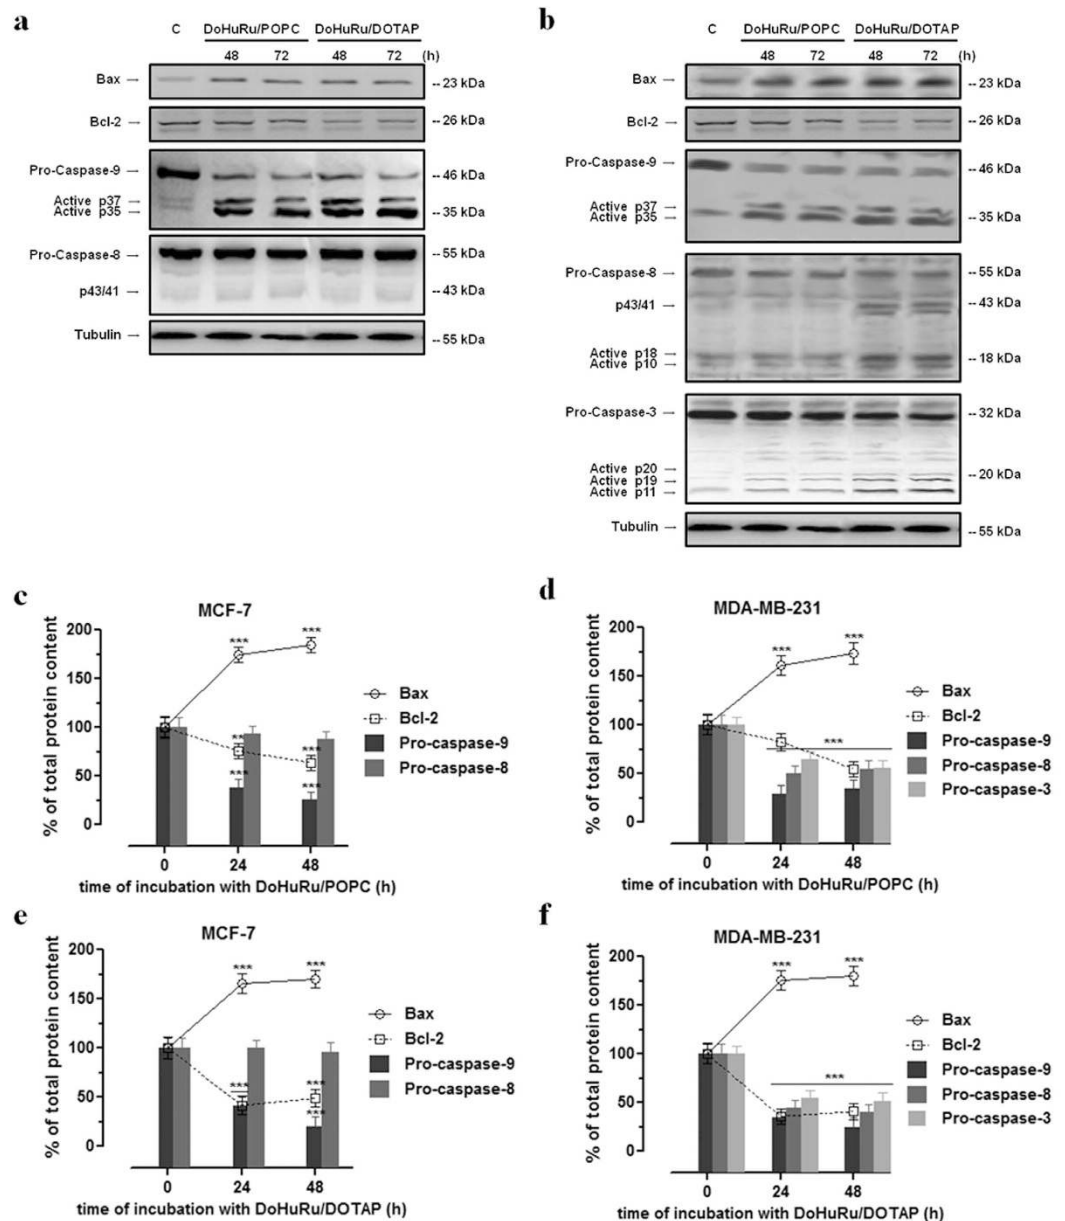 a
C DoHuRu/POPC DoHuRu/DOTAP
48 72 48 72 (h)
Bax → -- 23 kDa
Bcl-2 → -- 26 kDa
Pro-Caspase-9 → -- 46 kDa
Active p37 →
Active p35 → -- 35 kDa
Pro-Caspase-8 → -- 55 kDa
p43/41 → -- 43 kDa
Tubulin → -- 55 kDa
b
C DoHuRu/POPC DoHuRu/DOTAP
48 72 48 72 (h)
Bax → -- 23 kDa
Bcl-2 → -- 26 kDa
Pro-Caspase-9 → -- 46 kDa
Active p37 →
Active p35 → -- 35 kDa
Pro-Caspase-8 → -- 55 kDa
p43/41 → -- 43 kDa
Active p18 → -- 18 kDa
Active p10 →
Pro-Caspase-3 → -- 32 kDa
Active p20 → -- 20 kDa
Active p19 →
Active p11 →
Tubulin → -- 55 kDa
c
MCF-7
% of total protein content
200
150
100
50
0
*** ***
** ***
*** ***
0 24 48
time of incubation with DoHuRu/POPC (h)
Bax
Bcl-2
Pro-caspase-9
Pro-caspase-8
d
MDA-MB-231
% of total protein content
200
150
100
50
0
*** ***
***
0 24 48
time of incubation with DoHuRu/POPC (h)
Bax
Bcl-2
Pro-caspase-9
Pro-caspase-8
Pro-caspase-3
e
MCF-7
% of total protein content
200
150
100
50
0
*** ***
*** ***
***
0 24 48
time of incubation with DoHuRu/DOTAP (h)
Bax
Bcl-2
Pro-caspase-9
Pro-caspase-8
f
MDA-MB-231
% of total protein content
200
150
100
50
0
*** ***
***
0 24 48
time of incubation with DoHuRu/DOTAP (h)
Bax
Bcl-2
Pro-caspase-9
Pro-caspase-8
Pro-caspase-3